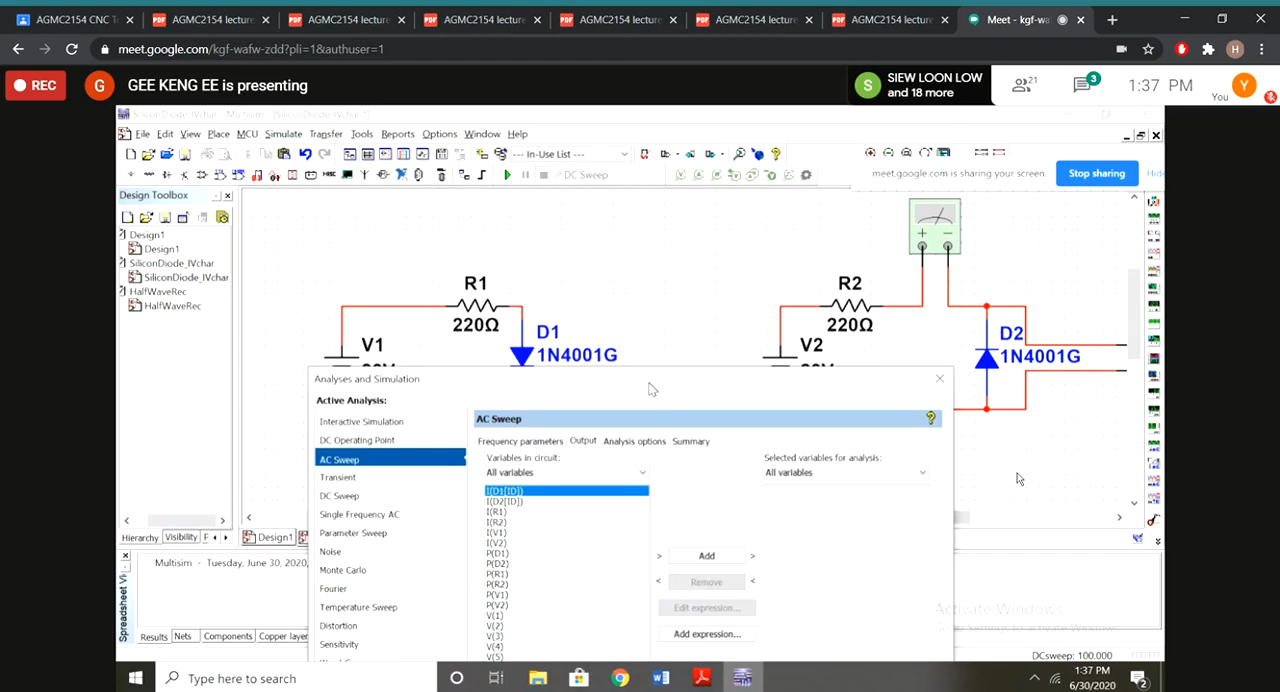 AGMC2154 CNC T
AGMC2154 lecture
AGMC2154 lecture
AGMC2154 lecture
AGMC2154 lecture
AGMC2154 lecture
AGMC2154 lecture
Meet - kgf-wa
meet.google.com/kgf-wafw-zdd?pli=1&authuser=1
H
REC
G
GEE KENG EE is presenting
S
SIEW LOON LOW
and 18 more
21
3
1:37 PM
You
Y
SiliconDiode_IVchar - Multisim - [SiliconDiode_IVchar *]
File Edit View Place MCU Simulate Transfer Tools Reports Options Window Help
--- In-Use List ---
meet.google.com is sharing your screen.
Stop sharing
Hide
DC Sweep
Design Toolbox
Design1
Design1
SiliconDiode_IVchar
SiliconDiode_IVchar
HalfWaveRec
HalfWaveRec
R1
220Ω
V1
D1
1N4001G
R2
220Ω
V2
D2
1N4001G
Hierarchy Visibility
Design1
Analyses and Simulation
Active Analysis:
Interactive Simulation
DC Operating Point
AC Sweep
Transient
DC Sweep
Single Frequency AC
Parameter Sweep
Noise
Monte Carlo
Fourier
Temperature Sweep
Distortion
Sensitivity
AC Sweep
Frequency parameters Output Analysis options Summary
Variables in circuit:
All variables
Selected variables for analysis:
All variables
I(D1[ID])
I(D2[ID])
I(R1)
I(R2)
I(V1)
I(V2)
P(D1)
P(D2)
P(R1)
P(R2)
P(V1)
P(V2)
V(1)
V(2)
V(3)
V(4)
V(5)
> Add >
< Remove <
Edit expression...
Add expression...
Spreadsheet Vi
Multisim - Tuesday, June 30, 2020,
Results Nets Components Copper layer
Activate Windows
Go to Settings to activate Windows.
DCsweep: 100.000
Type here to search
1:37 PM
6/30/2020
2